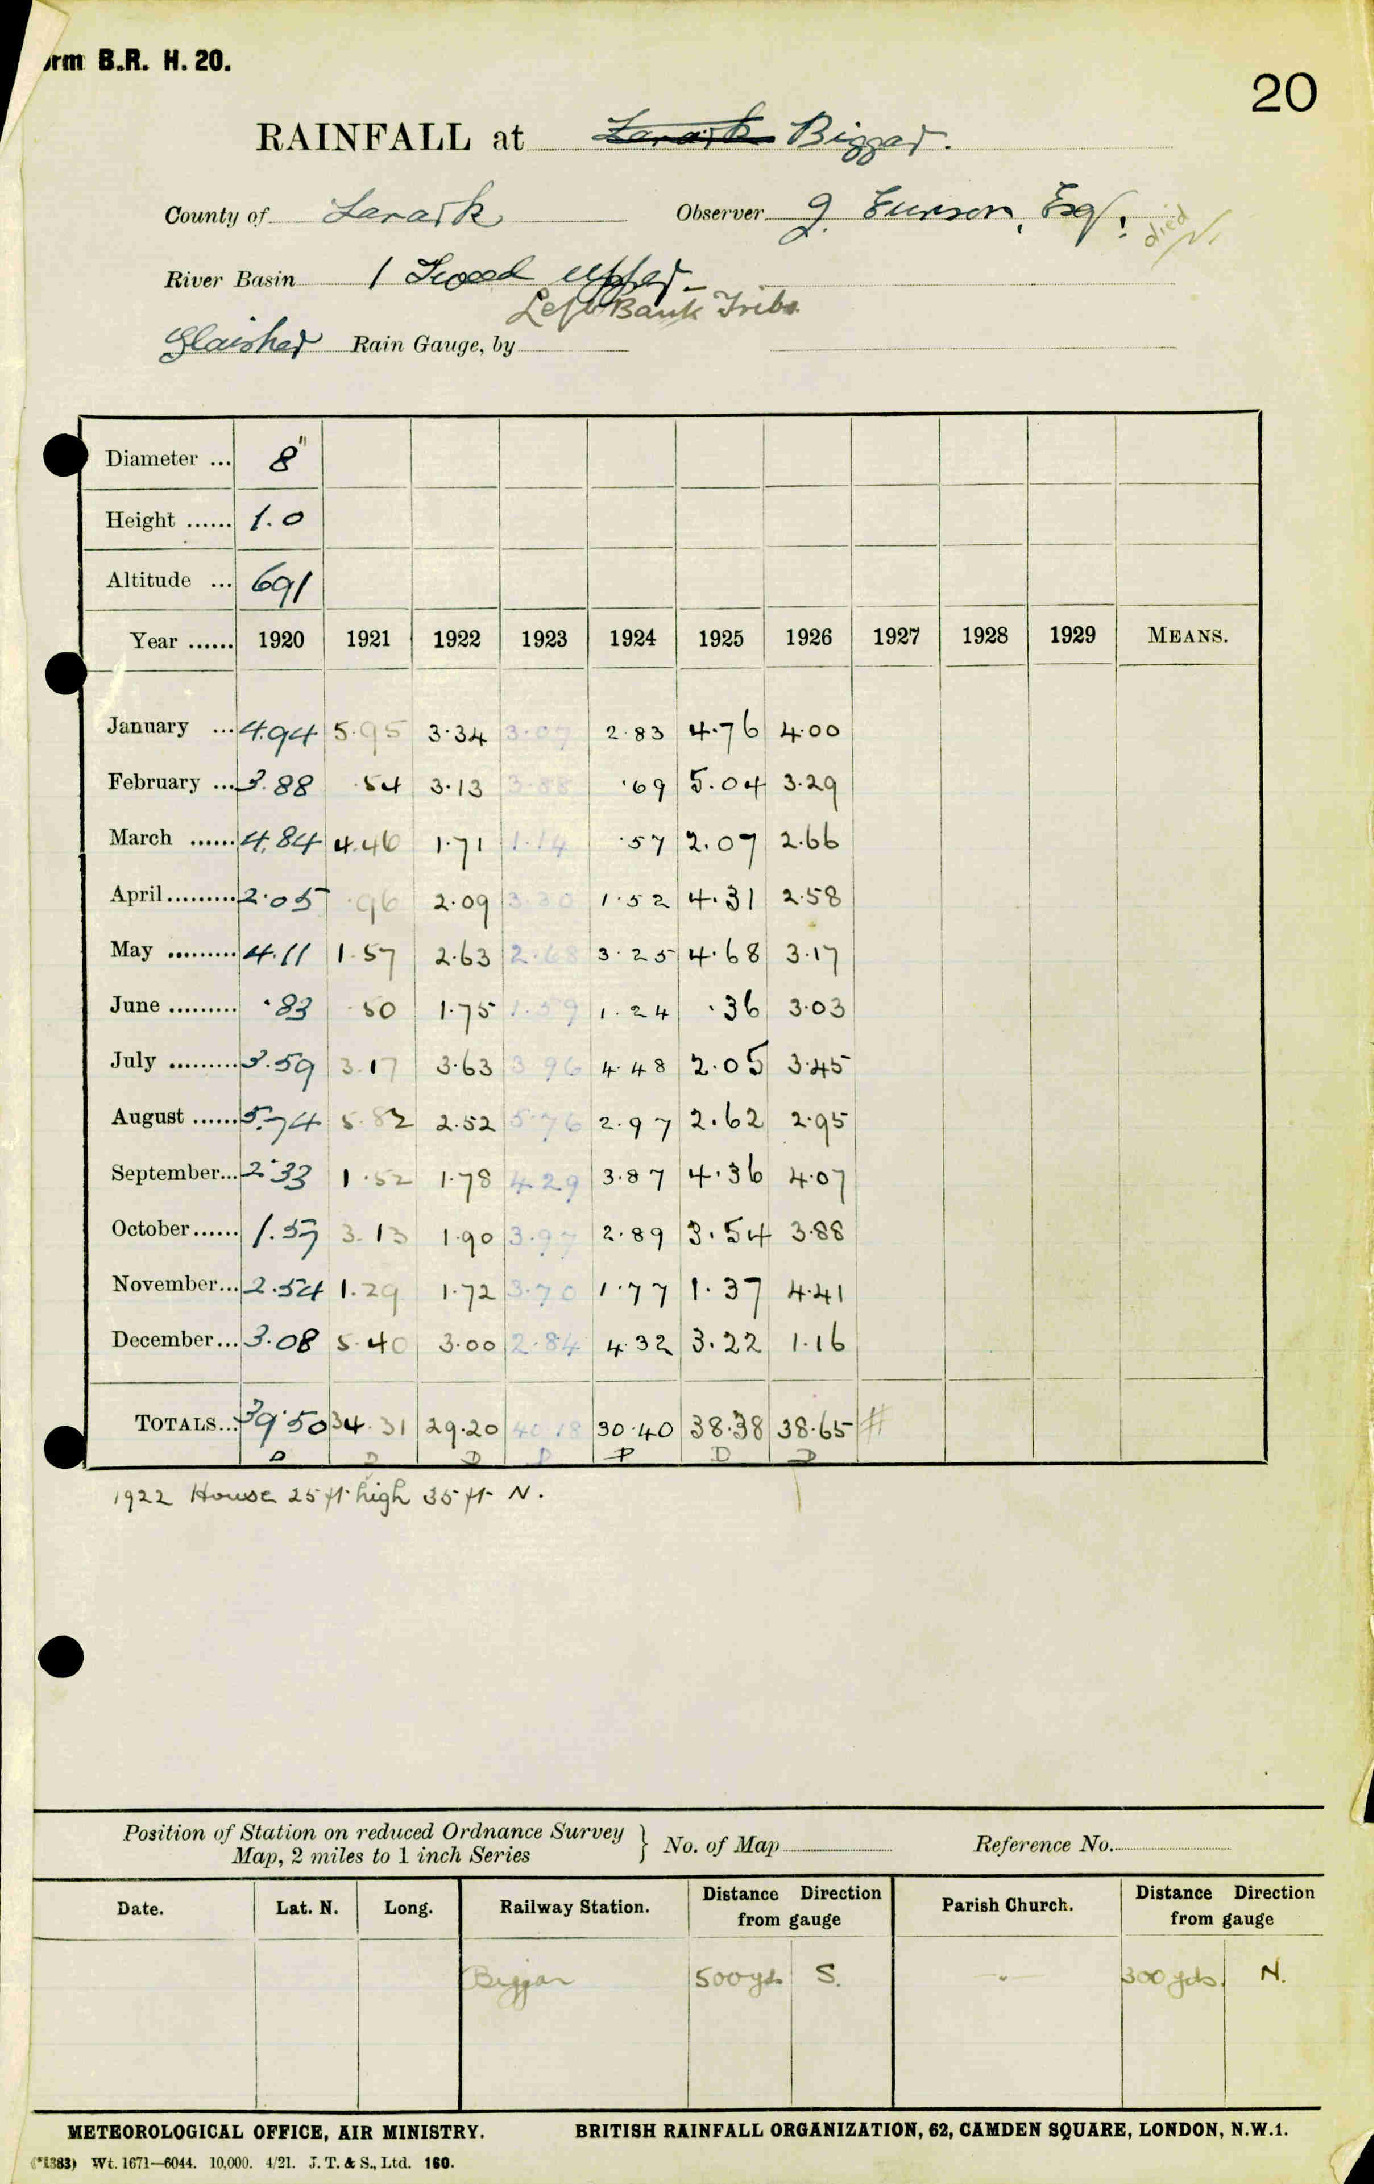 orm B.R. H. 20.
20
RAINFALL at Lanark Biggar.
County of Lanark Observer J. Esq. died
River Basin 1 Tweed upper
Left Bank Tribs
Glaisher Rain Gauge, by
Diameter ... 8"
Height ...... 1.0
Altitude ... 691
Year ...... 1920 1921 1922 1923 1924 1925 1926 1927 1928 1929 MEANS.
January ... 4.94 5.95 3.34 3.07 2.83 4.76 4.00
February ... 3.88 .54 3.13 3.88 .69 5.04 3.29
March ...... 4.84 4.46 1.71 1.14 .57 2.07 2.66
April ......... 2.05 .96 2.09 3.30 1.52 4.31 2.58
May ......... 4.11 1.57 2.63 2.68 3.25 4.68 3.17
June ......... .83 .50 1.75 1.59 1.24 .36 3.03
July ......... 3.59 3.17 3.63 3.96 4.48 2.05 3.45
August ...... 5.74 5.82 2.52 5.76 2.97 2.62 2.95
September... 2.33 1.52 1.78 4.29 3.87 4.36 4.07
October...... 1.57 3.13 1.90 3.97 2.89 3.54 3.88
November... 2.54 1.29 1.72 3.70 1.77 1.37 4.41
December... 3.08 5.40 3.00 2.84 4.32 3.22 1.16
TOTALS... 39.50 34.31 29.20 40.18 30.40 38.38 38.65 #
D D D D P D D
1922 House 25 ft high 35 ft N.
Position of Station on reduced Ordnance Survey Map, 2 miles to 1 inch Series } No. of Map Reference No.
Date. Lat. N. Long. Railway Station. Distance Direction from gauge Parish Church. Distance Direction from gauge
Biggar 500 yds S. " 300 yds. N.
METEOROLOGICAL OFFICE, AIR MINISTRY. BRITISH RAINFALL ORGANIZATION, 62, CAMDEN SQUARE, LONDON, N.W.1.
(*1383) Wt. 1671—6044. 10,000. 4/21. J. T. & S., Ltd. 160.